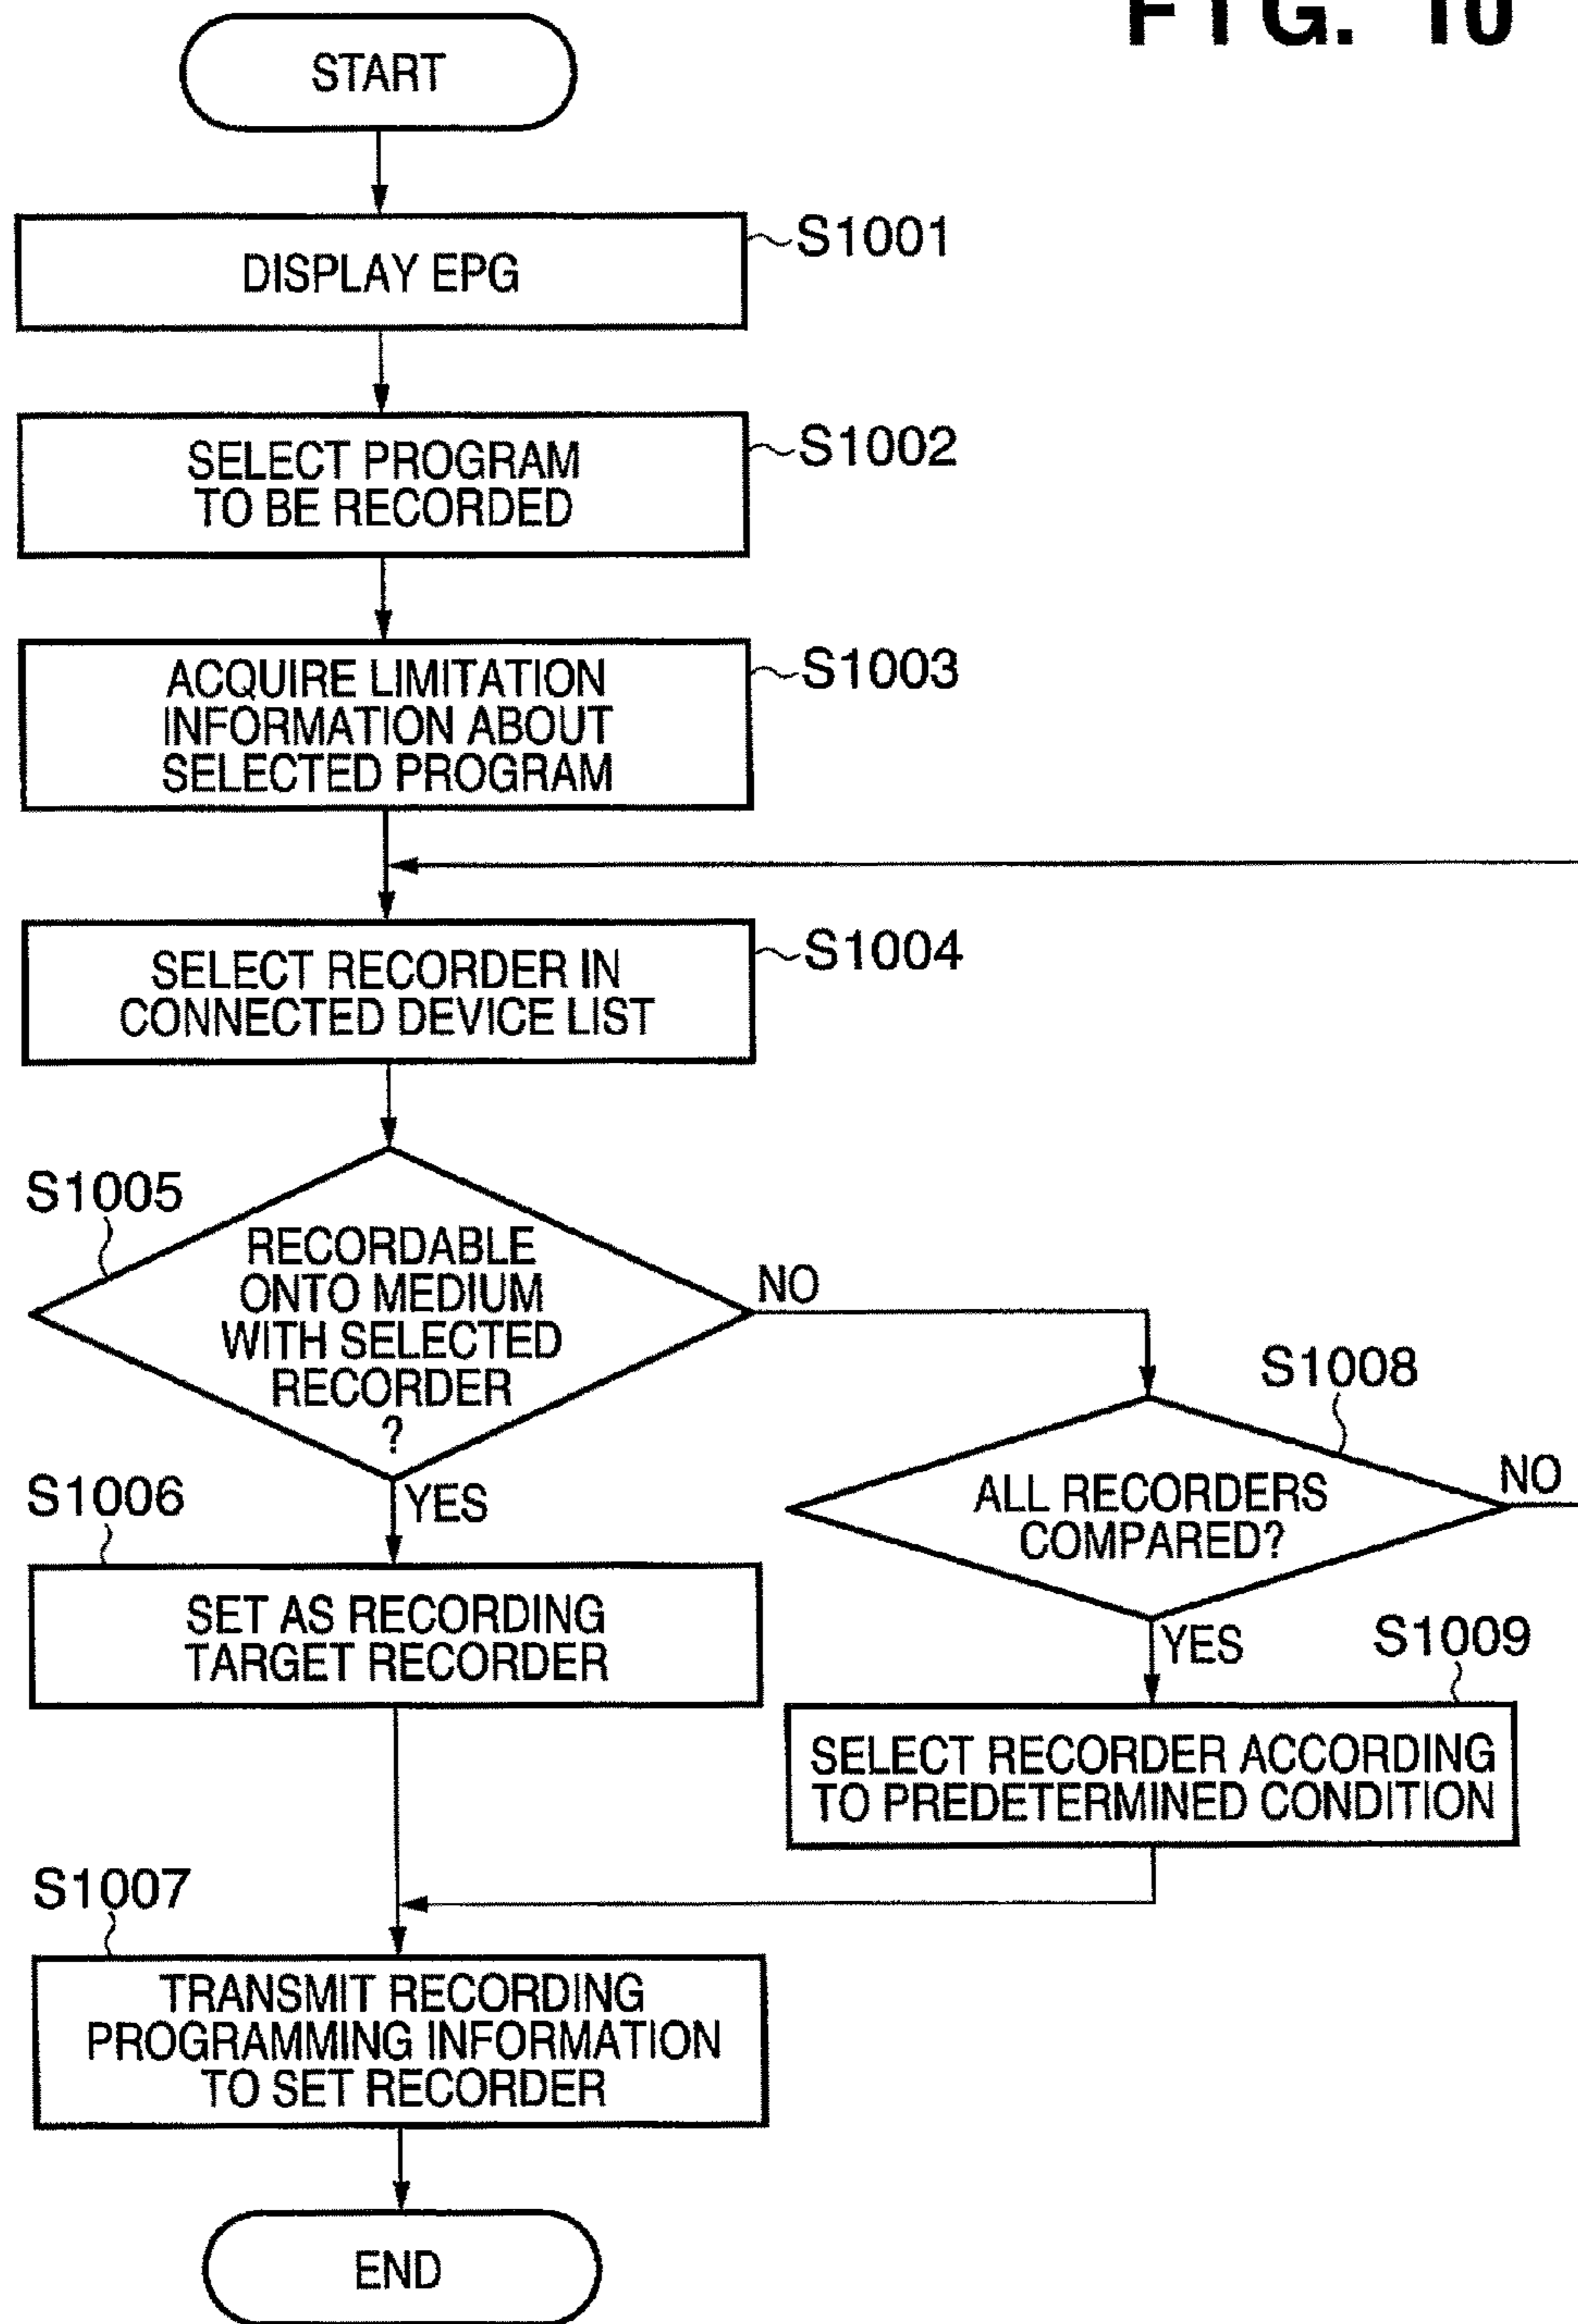 FIG. 10
START
DISPLAY EPG
S1001
SELECT PROGRAM
TO BE RECORDED
S1002
ACQUIRE LIMITATION
INFORMATION ABOUT
SELECTED PROGRAM
S1003
SELECT RECORDER IN
CONNECTED DEVICE LIST
S1004
S1005
RECORDABLE
ONTO MEDIUM
WITH SELECTED
RECORDER
?
NO
YES
S1008
ALL RECORDERS
COMPARED?
NO
YES
S1006
SET AS RECORDING
TARGET RECORDER
S1009
SELECT RECORDER ACCORDING
TO PREDETERMINED CONDITION
S1007
TRANSMIT RECORDING
PROGRAMMING INFORMATION
TO SET RECORDER
END